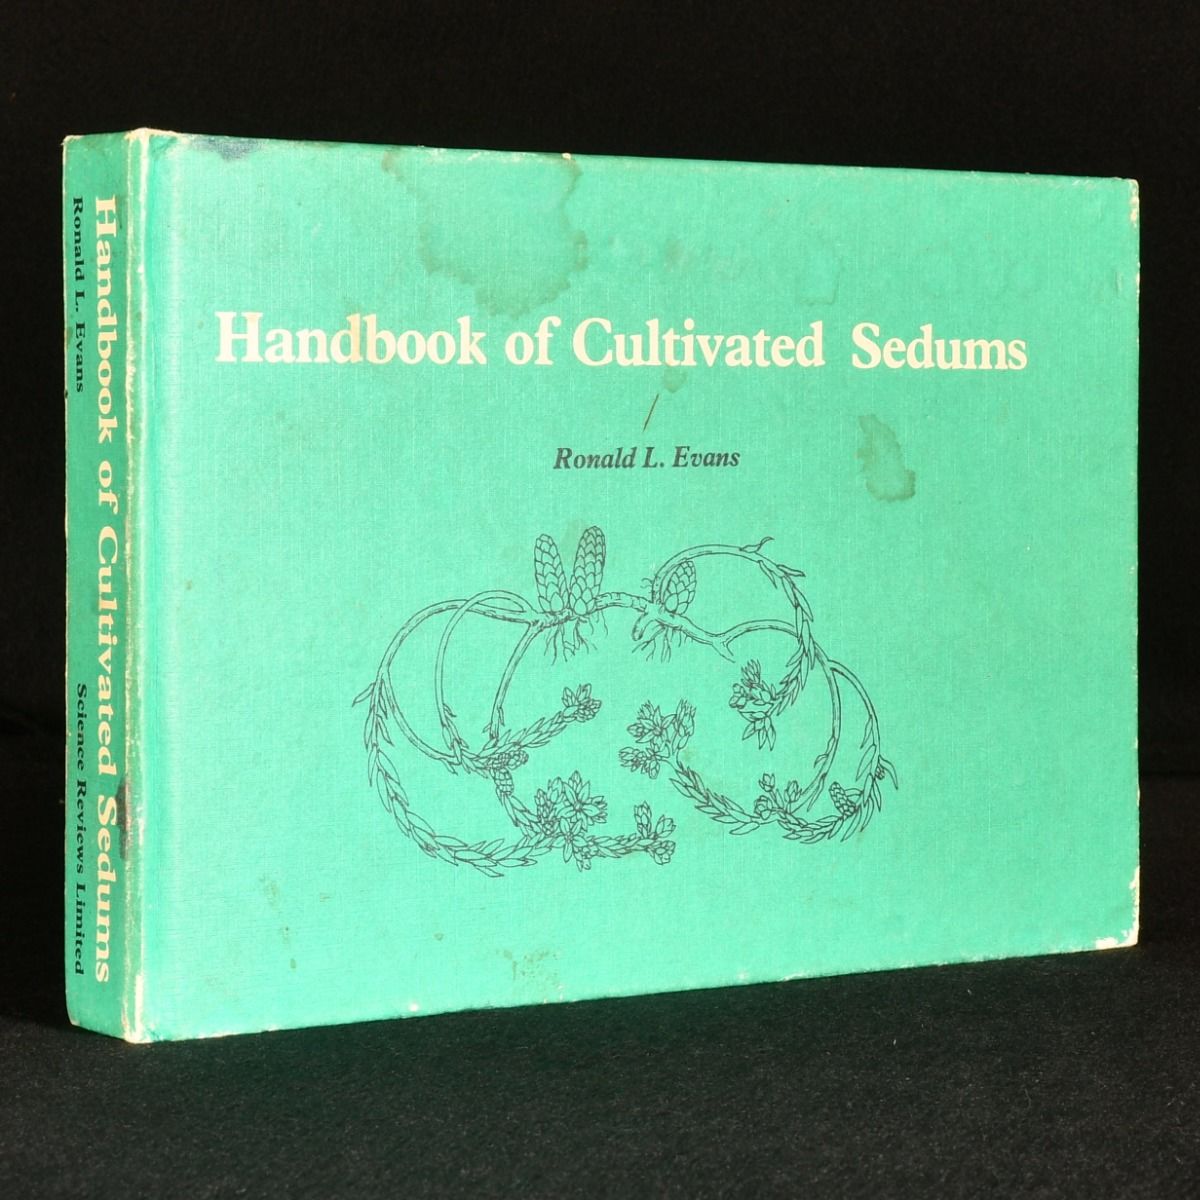 Handbook of Cultivated Sedums
Ronald L. Evans
Handbook of Cultivated Sedums
Ronald L. Evans
Science Reviews Limited